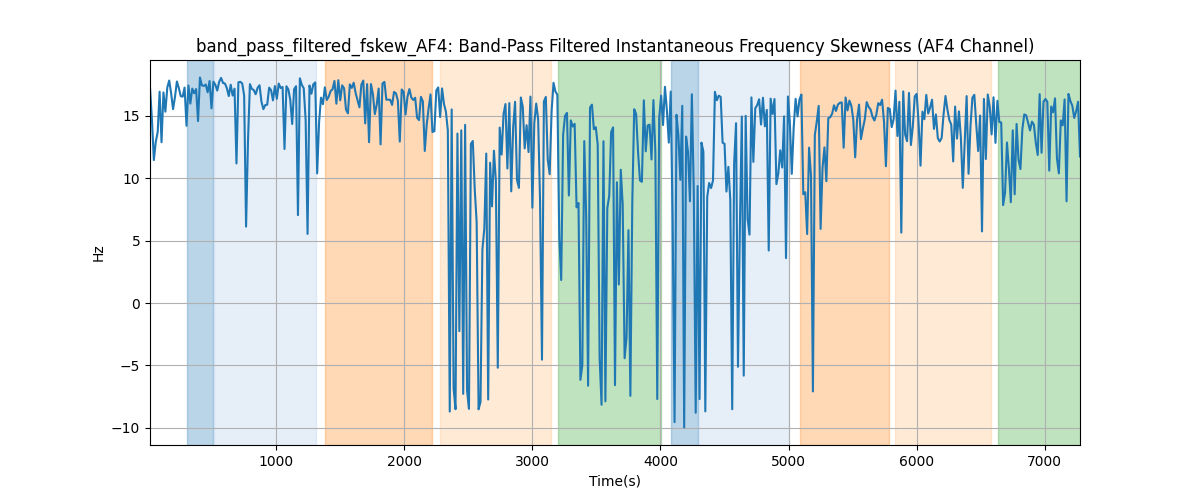 band_pass_filtered_fskew_AF4: Band-Pass Filtered Instantaneous Frequency Skewness (AF4 Channel)
15
10
5
0
−5
−10
Hz
1000 2000 3000 4000 5000 6000 7000
Time(s)